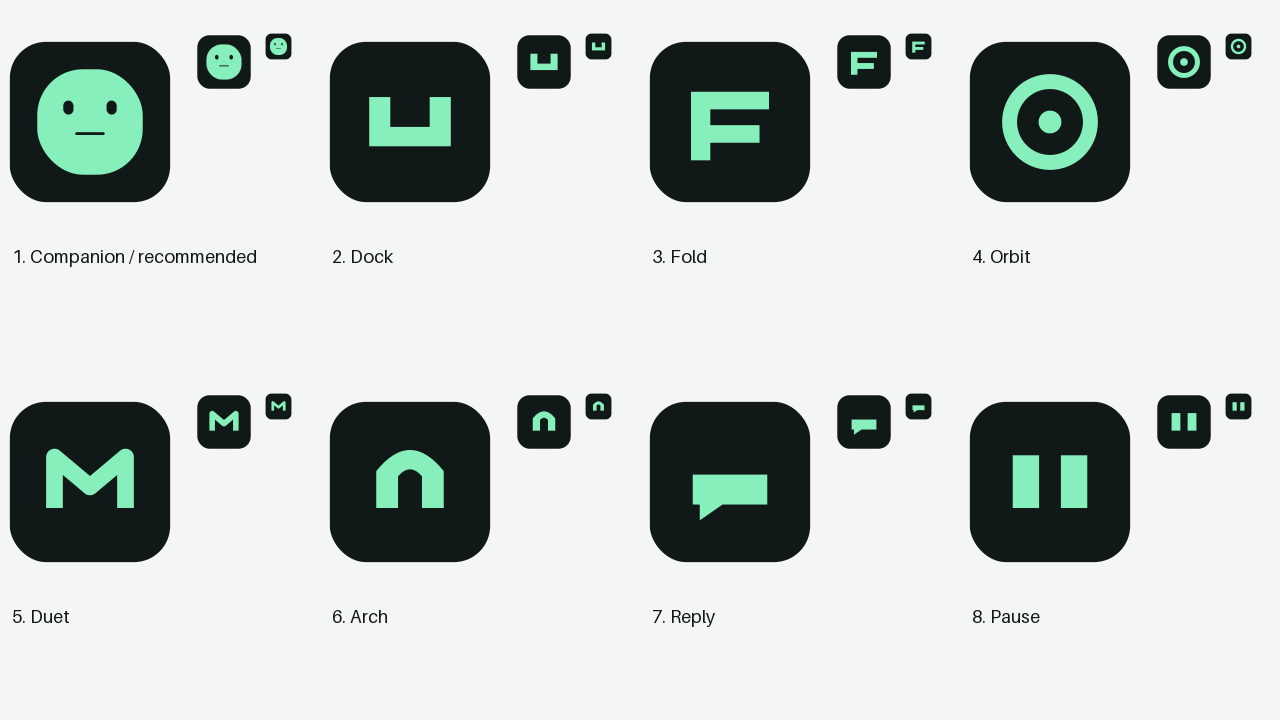 1. Companion / recommended
2. Dock
3. Fold
4. Orbit
5. Duet
6. Arch
7. Reply
8. Pause